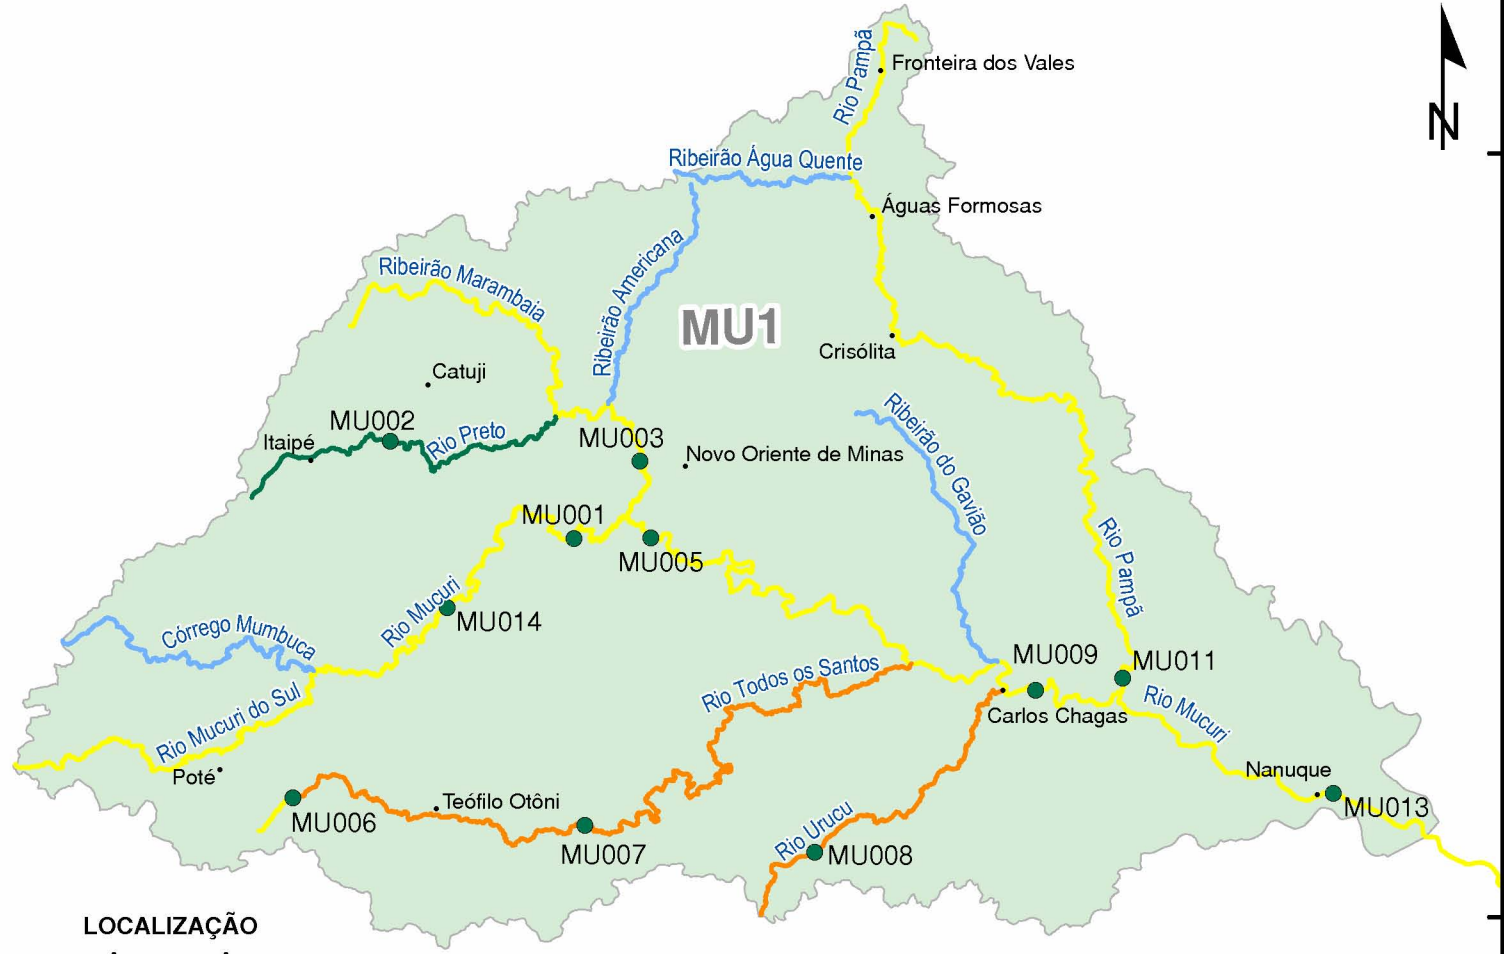 Rio Pampã
Fronteira dos Vales
N
Ribeirão Água Quente
Águas Formosas
Ribeirão Marambaia
Ribeirão Americana
MU1
Crisólita
Catuji
MU002
Itaipé
Rio Preto
MU003
Novo Oriente de Minas
Ribeirão do Gavião
MU001
MU005
Rio Pampã
Rio Mucuri
MU014
Córrego Mumbuca
Rio Todos os Santos
MU009
MU011
Rio Mucuri do Sul
Carlos Chagas
Rio Mucuri
Poté
Nanuque
MU006
Teófilo Otôni
MU013
MU007
Rio Urucu
MU008
LOCALIZAÇÃO